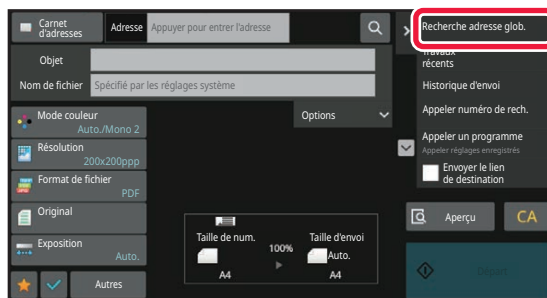 Carnet
d'adresses
Adresse
Appuyer pour entrer l'adresse
Objet
Nom de fichier
Spécifié par les réglages système
Mode couleur
Auto./Mono 2
Résolution
200x200ppp
Format de fichier
PDF
Original
Exposition
Auto.
Autres
Options
Taille de num.
100%
Taille d'envoi
Auto.
A4
A4
Recherche adresse glob.
Travaux
récents
Historique d'envoi
Appeler numéro de rech.
Appeler un programme
Appeler réglages enregistrés
Envoyer le lien
de destination
Aperçu
CA
Départ